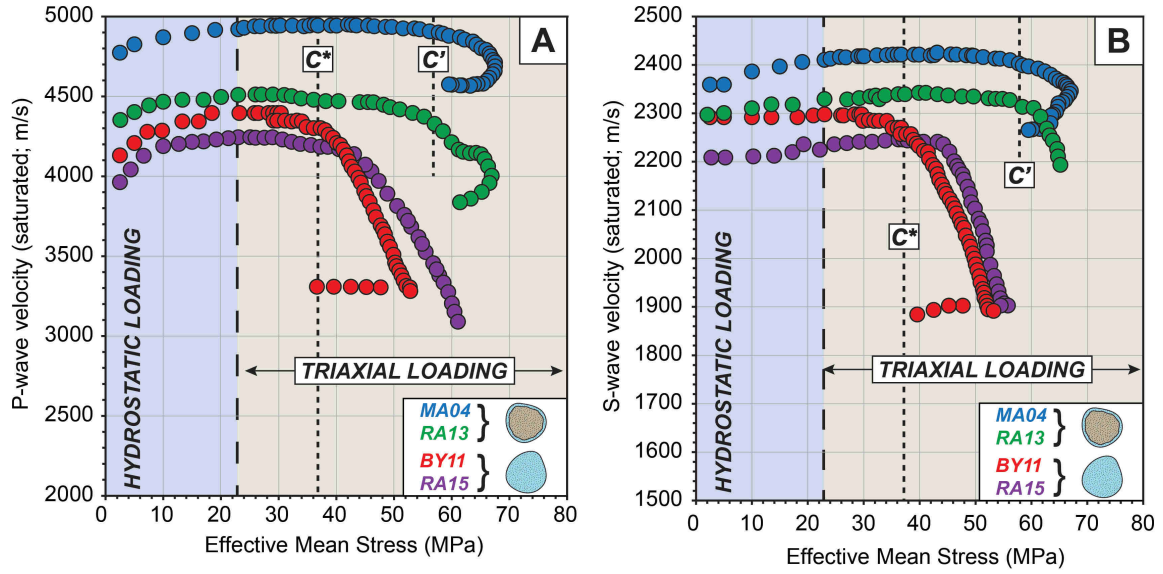 A
P-wave velocity (saturated; m/s)
5000
4500
4000
3500
3000
2500
2000
C*
C'
HYDROSTATIC LOADING
TRIAXIAL LOADING
MA04
RA13
BY11
RA15
0 10 20 30 40 50 60 70 80
Effective Mean Stress (MPa)
B
S-wave velocity (saturated; m/s)
2500
2400
2300
2200
2100
2000
1900
1800
1700
1600
1500
C'
C*
HYDROSTATIC LOADING
TRIAXIAL LOADING
MA04
RA13
BY11
RA15
0 10 20 30 40 50 60 70 80
Effective Mean Stress (MPa)